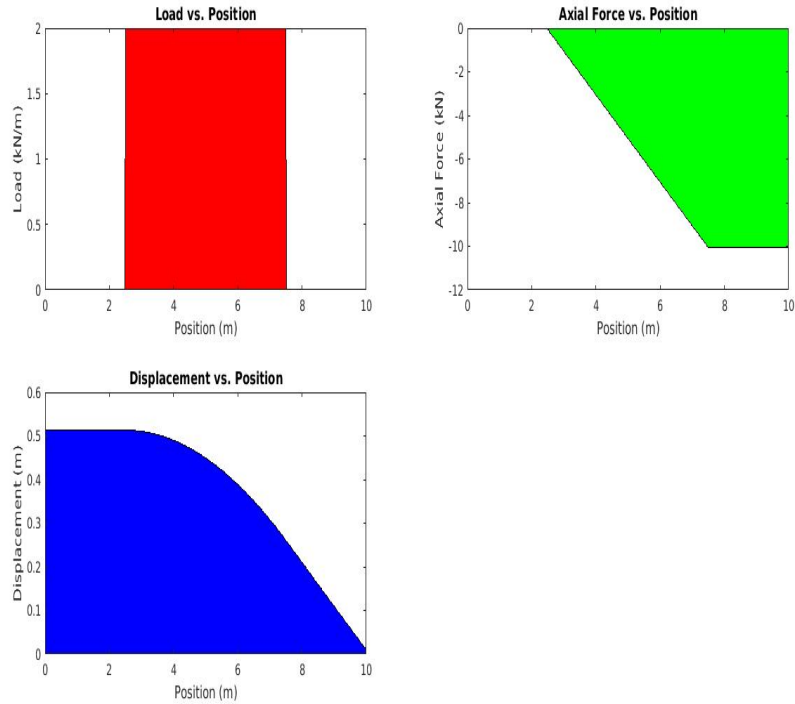 Load vs. Position
Load (kN/m)
2
1.5
1
0.5
0
0 2 4 6 8 10
Position (m)
Axial Force vs. Position
Axial Force (kN)
0
-2
-4
-6
-8
-10
-12
0 2 4 6 8 10
Position (m)
Displacement vs. Position
Displacement (m)
0.6
0.5
0.4
0.3
0.2
0.1
0
0 2 4 6 8 10
Position (m)